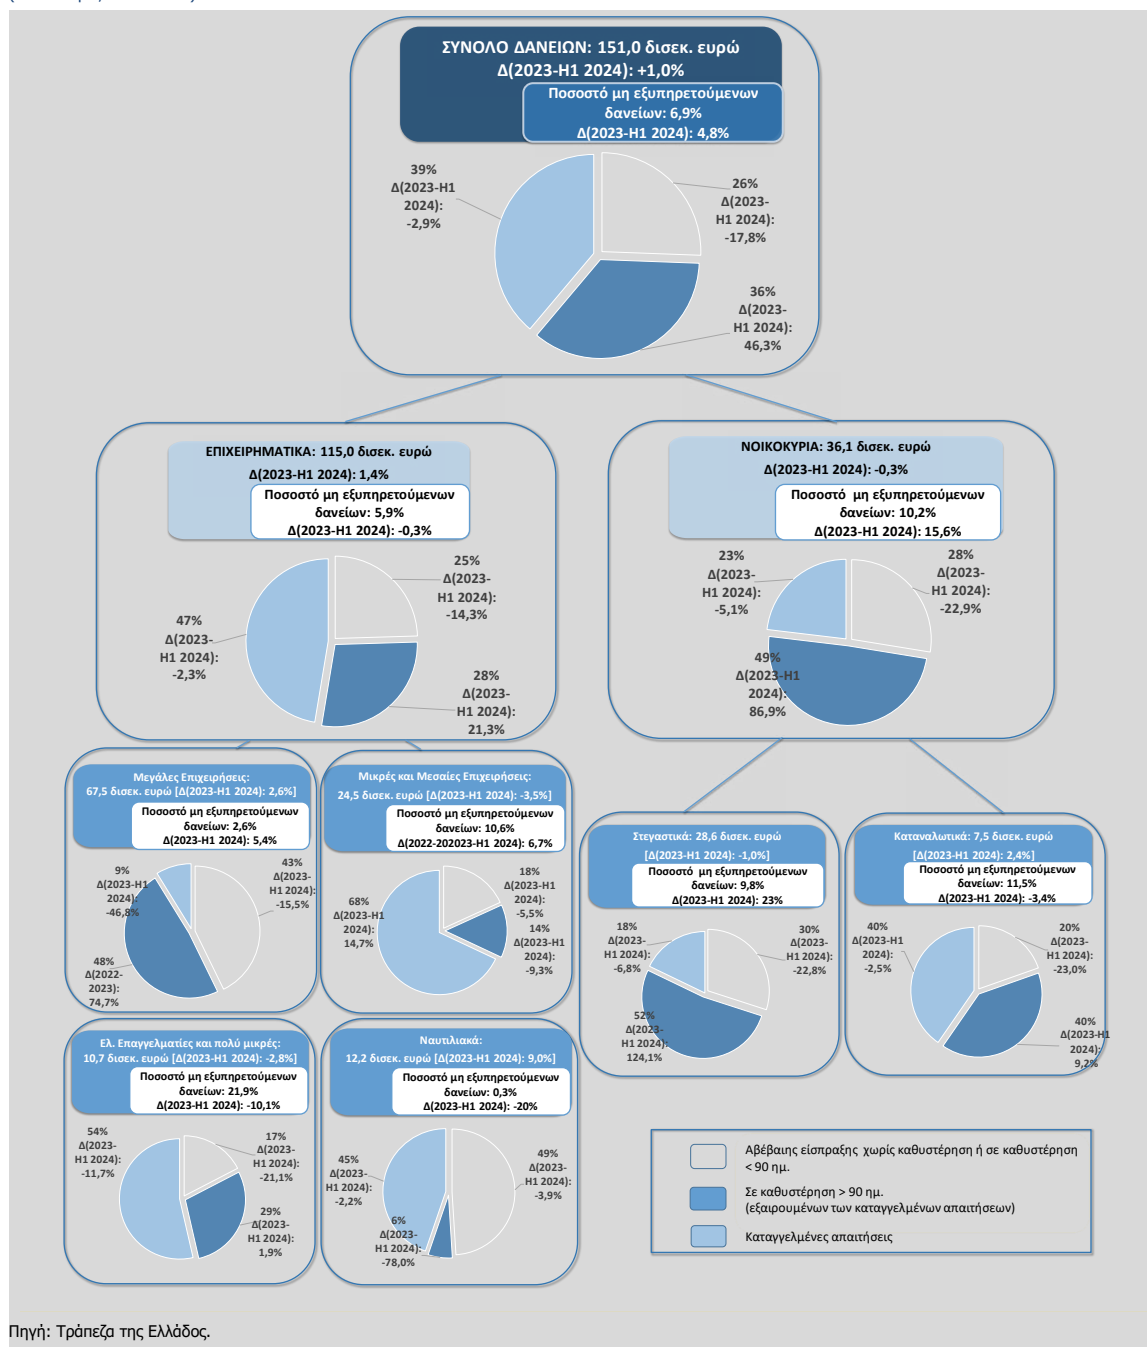 ΣΥΝΟΛΟ ΔΑΝΕΙΩΝ: 151,0 δισεκ. ευρώ
Δ(2023-H1 2024): +1,0%
Ποσοστό μη εξυπηρετούμενων
δανείων: 6,9%
Δ(2023-H1 2024): 4,8%
39%
Δ(2023-H1
2024):
-2,9%
26%
Δ(2023-
H1 2024):
-17,8%
36%
Δ(2023-
H1 2024):
46,3%
ΕΠΙΧΕΙΡΗΜΑΤΙΚΑ: 115,0 δισεκ. ευρώ
Δ(2023-H1 2024): 1,4%
Ποσοστό μη εξυπηρετούμενων
δανείων: 5,9%
Δ(2023-H1 2024): -0,3%
25%
Δ(2023-
H1 2024):
-14,3%
47%
Δ(2023-
H1 2024):
-2,3%
28%
Δ(2023-
H1 2024):
21,3%
ΝΟΙΚΟΚΥΡΙΑ: 36,1 δισεκ. ευρώ
Δ(2023-H1 2024): -0,3%
Ποσοστό μη εξυπηρετούμενων
δανείων: 10,2%
Δ(2023-H1 2024): 15,6%
23%
Δ(2023-
H1 2024):
-5,1%
28%
Δ(2023-
H1 2024):
-22,9%
49%
Δ(2023-H1
2024):
86,9%
Μεγάλες Επιχειρήσεις:
67,5 δισεκ. ευρώ [Δ(2023-H1 2024): 2,6%]
Ποσοστό μη εξυπηρετούμενων
δανείων: 2,6%
Δ(2023-H1 2024): 5,4%
9%
Δ(2023-H1
2024):
-46,8%
43%
Δ(2023-
H1 2024):
-15,5%
48%
Δ(2022-
2023):
74,7%
Μικρές και Μεσαίες Επιχειρήσεις:
24,5 δισεκ. ευρώ [Δ(2023-H1 2024): -3,5%]
Ποσοστό μη εξυπηρετούμενων
δανείων: 10,6%
Δ(2022-202023-H1 2024): 6,7%
18%
Δ(2023-H1
2024):
-5,5%
68%
Δ(2023-H1
2024):
14,7%
14%
Δ(2023-H1
2024):
-9,3%
Στεγαστικά: 28,6 δισεκ. ευρώ
[Δ(2023-H1 2024): -1,0%]
Ποσοστό μη εξυπηρετούμενων
δανείων: 9,8%
Δ(2023-H1 2024): 23%
18%
Δ(2023-
H1 2024):
-6,8%
30%
Δ(2023-
H1 2024):
-22,8%
52%
Δ(2023-
H1 2024):
124,1%
Καταναλωτικά: 7,5 δισεκ. ευρώ
[Δ(2023-H1 2024): 2,4%]
Ποσοστό μη εξυπηρετούμενων
δανείων: 11,5%
Δ(2023-H1 2024): -3,4%
40%
Δ(2023-H1
2024):
-2,5%
20%
Δ(2023-
H1 2024):
-23,0%
40%
Δ(2023-H1
2024):
9,2%
Ελ. Επαγγελματίες και πολύ μικρές:
10,7 δισεκ. ευρώ [Δ(2023-H1 2024): -2,8%]
Ποσοστό μη εξυπηρετούμενων
δανείων: 21,9%
Δ(2023-H1 2024): -10,1%
54%
Δ(2023-
H1 2024):
-11,7%
17%
Δ(2023-
H1 2024):
-21,1%
29%
Δ(2023-
H1 2024):
1,9%
Ναυτιλιακά:
12,2 δισεκ. ευρώ [Δ(2023-H1 2024): 9,0%]
Ποσοστό μη εξυπηρετούμενων
δανείων: 0,3%
Δ(2023-H1 2024): -20%
45%
Δ(2023-
H1 2024):
-2,2%
49%
Δ(2023-
H1 2024):
-3,9%
6%
Δ(2023-
H1 2024):
-78,0%
Αβέβαιης είσπραξης χωρίς καθυστέρηση ή σε καθυστέρηση
< 90 ημ.
Σε καθυστέρηση > 90 ημ.
(εξαιρουμένων των καταγγελμένων απαιτήσεων)
Καταγγελμένες απαιτήσεις
Πηγή: Τράπεζα της Ελλάδος.